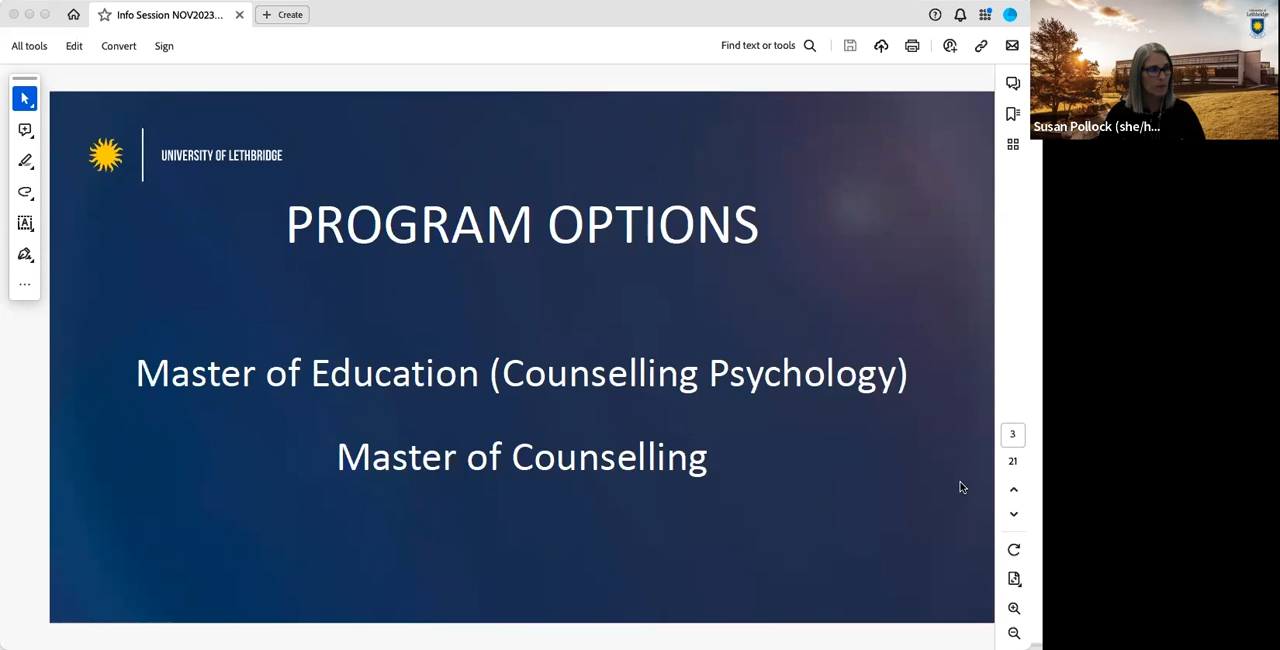 Info Session NOV2023...
Create
All tools
Edit
Convert
Sign
Find text or tools
UNIVERSITY OF LETHBRIDGE
PROGRAM OPTIONS
Master of Education (Counselling Psychology)
Master of Counselling
3
21
Lethbridge
Susan Pollock (she/h...